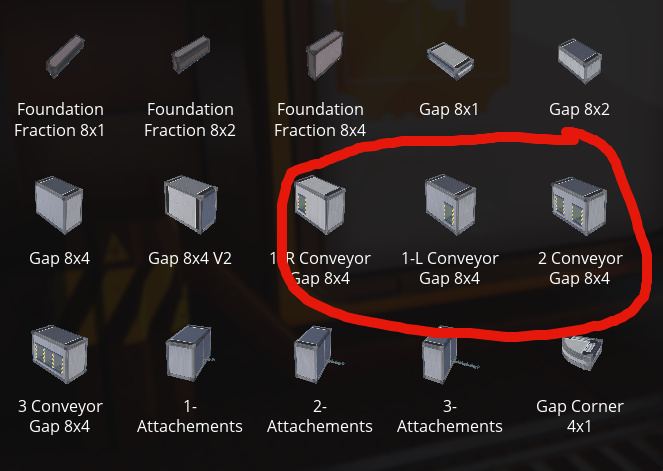 Foundation
Fraction 8x1
Foundation
Fraction 8x2
Foundation
Fraction 8x4
Gap 8x1
Gap 8x2
Gap 8x4
Gap 8x4 V2
1-R Conveyor
Gap 8x4
1-L Conveyor
Gap 8x4
2 Conveyor
Gap 8x4
3 Conveyor
Gap 8x4
1-
Attachements
2-
Attachements
3-
Attachements
Gap Corner
4x1